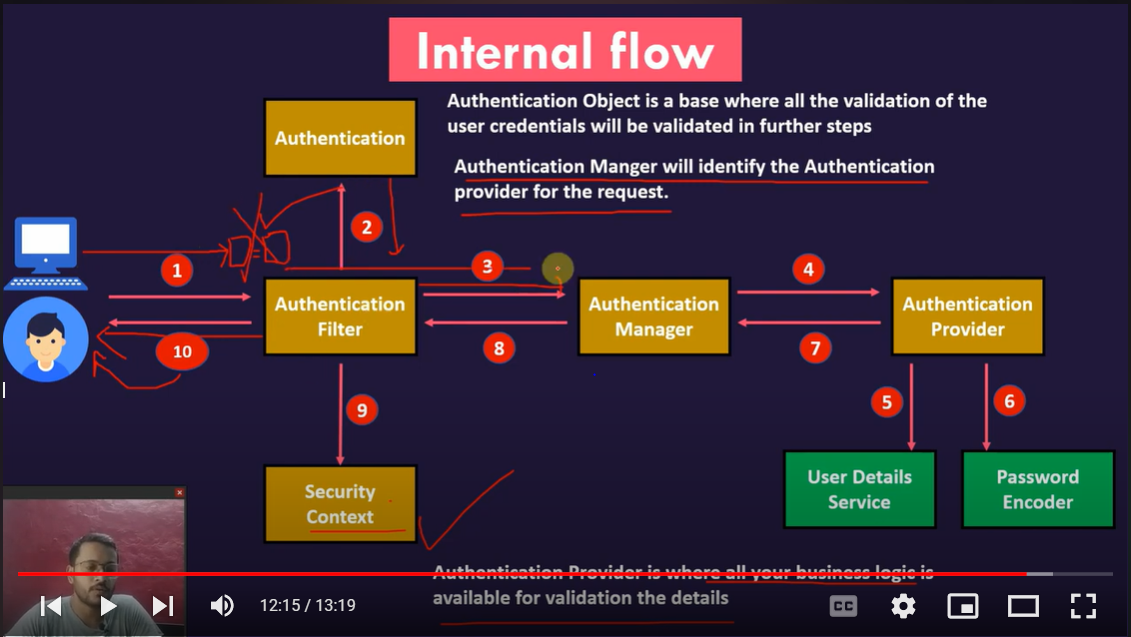 Internal flow
Authentication Object is a base where all the validation of the
user credentials will be validated in further steps
Authentication
Authentication Manger will identify the Authentication
provider for the request.
2
1
3
4
Authentication
Filter
Authentication
Manager
Authentication
Provider
10
8
7
9
5
6
Security
Context
User Details
Service
Password
Encoder
Authentication Provider is where all your business logic is
available for validation the details
12:15 / 13:19
CC